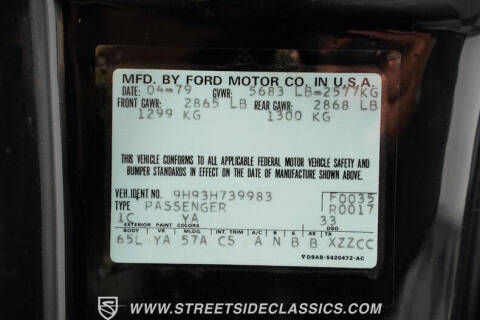 MFD. BY FORD MOTOR CO. IN U.S.A.
DATE: 04-79 GVWR: 5683 LB=2577KG
FRONT GAWR: 2865 LB REAR GAWR: 2868 LB
1299 KG 1300 KG
THIS VEHICLE CONFORMS TO ALL APPLICABLE FEDERAL MOTOR VEHICLE SAFETY AND
BUMPER STANDARDS IN EFFECT ON THE DATE OF MANUFACTURE SHOWN ABOVE.
VEH. IDENT NO. 9H93H739983 F0035
TYPE PASSENGER R0017
1C YA 33
EXTERIOR PAINT COLORS DSO
BODY VR MLDG INT. TRIM A/C R S AX TR
65L YA 57A C5 A N B B XZZCC
D9AB-5420472-AC
WWW.STREETSIDECLASSICS.COM